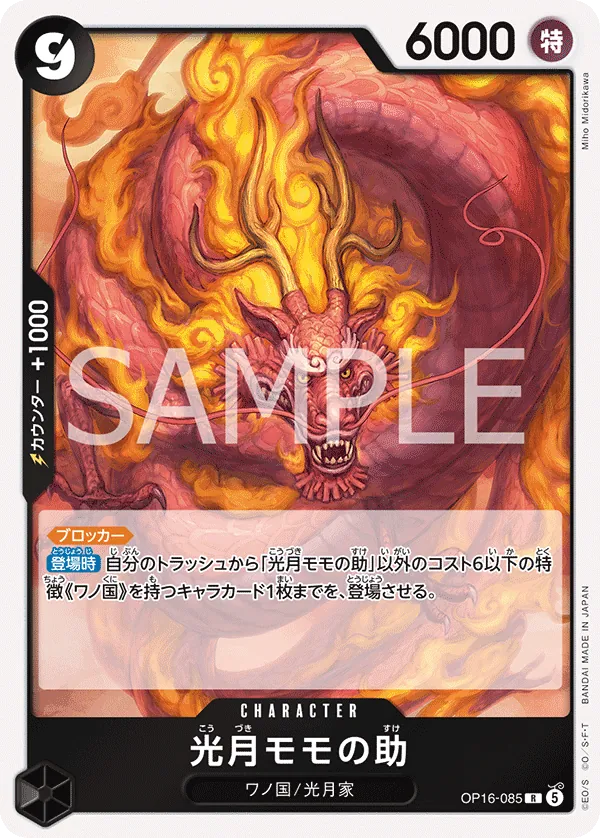 9
6000
特
Miho Midorikawa
カウンター +1000
SAMPLE
ブロッカー
登場時 自分のトラッシュから「光月モモの助」以外のコスト6以下の特
徴《ワノ国》を持つキャラカード1枚までを、登場させる。
CHARACTER
光月モモの助
ワノ国/光月家
OP16-085 R 5
©E/S ©O/S・F・T BANDAI MADE IN JAPAN